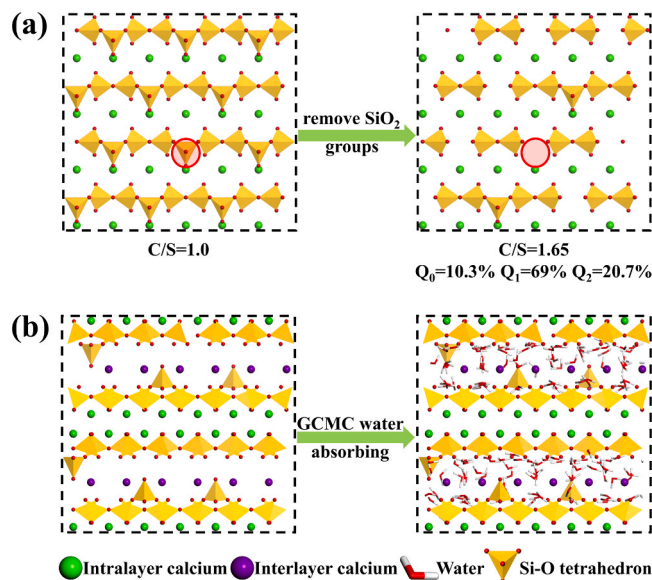 (a)
remove SiO2
groups
C/S=1.0
C/S=1.65
Q0=10.3% Q1=69% Q2=20.7%
(b)
GCMC water
absorbing
Intralayer calcium Interlayer calcium Water Si-O tetrahedron